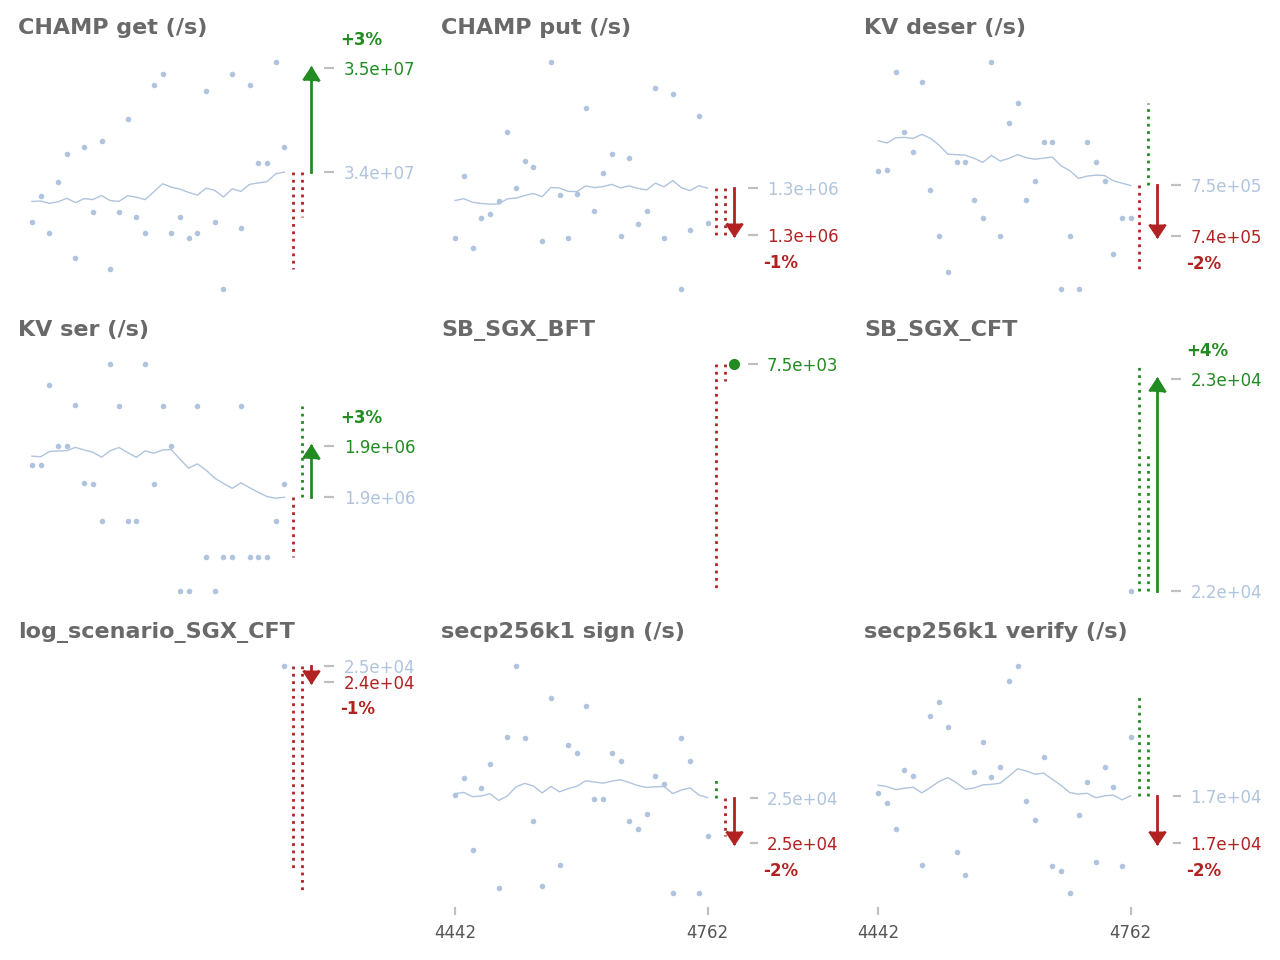 CHAMP get (/s)
+3%
3.5e+07
3.4e+07
CHAMP put (/s)
1.3e+06
1.3e+06
-1%
KV deser (/s)
7.5e+05
7.4e+05
-2%
KV ser (/s)
+3%
1.9e+06
1.9e+06
SB_SGX_BFT
7.5e+03
SB_SGX_CFT
+4%
2.3e+04
2.2e+04
log_scenario_SGX_CFT
2.5e+04
2.4e+04
-1%
secp256k1 sign (/s)
2.5e+04
2.5e+04
-2%
4442
4762
secp256k1 verify (/s)
1.7e+04
1.7e+04
-2%
4442
4762